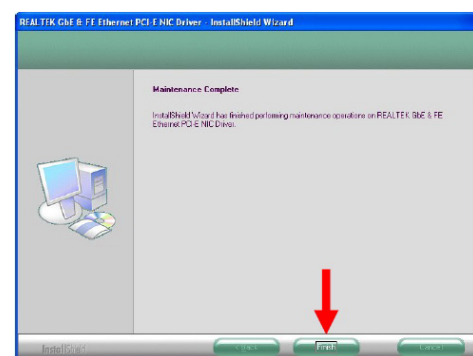 REALTEK GbE & FE Ethernet PCI-E NIC Driver - InstallShield Wizard
Maintenance Complete
InstallShield Wizard has finished performing maintenance operations on REALTEK GbE & FE
Ethernet PCI-E NIC Driver.
InstallShield
Finish
Cancel